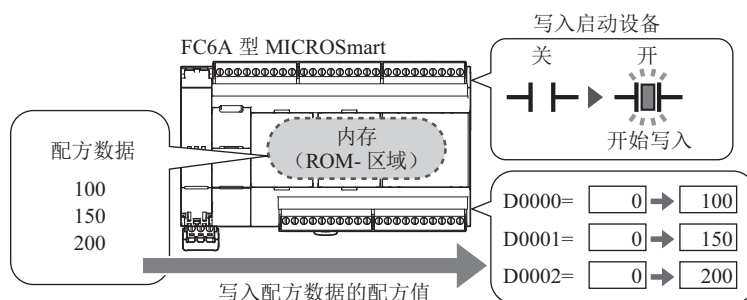 写入启动设备
FC6A 型 MICROSmart
关 开
开始写入
内存
（ROM- 区域）
配方数据
100
150
200
D0000= 0 100
D0001= 0 150
D0002= 0 200
写入配方数据的配方值